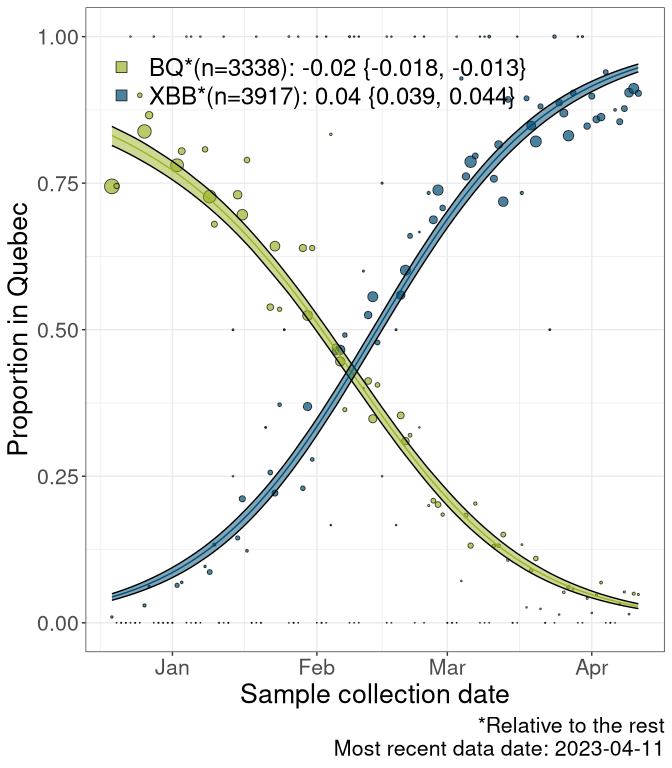 1.00
BQ*(n=3338): -0.02 {-0.018, -0.013}
XBB*(n=3917): 0.04 {0.039, 0.044}
0.75
Proportion in Quebec
0.50
0.25
0.00
Jan Feb Mar Apr
Sample collection date
*Relative to the rest
Most recent data date: 2023-04-11